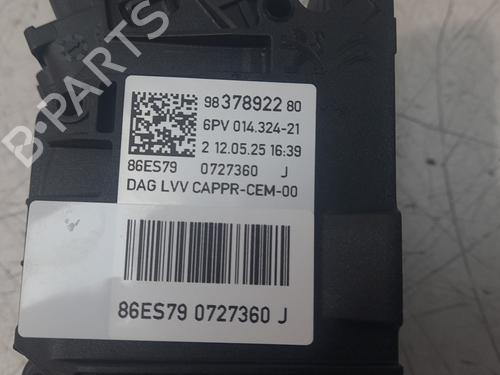 98 378922 80
6PV 014.324-21
2 12.05.25 16:39
86ES79 0727360 J
DAG LVV CAPPR-CEM-00
86ES79 0727360 J
B-PARTS